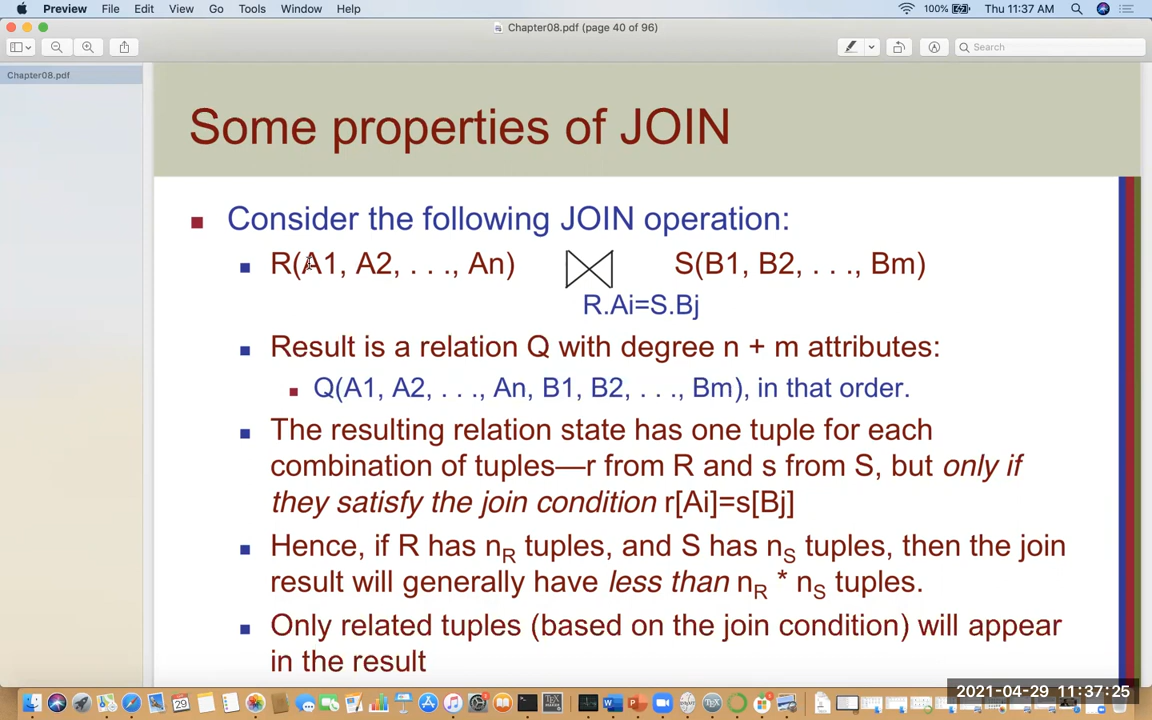 Preview File Edit View Go Tools Window Help 100% Thu 11:37 AM
Chapter08.pdf (page 40 of 96)
Search
Chapter08.pdf
Some properties of JOIN
Consider the following JOIN operation:
R(A1, A2, . . ., An) S(B1, B2, . . ., Bm)
R.Ai=S.Bj
Result is a relation Q with degree n + m attributes:
Q(A1, A2, . . ., An, B1, B2, . . ., Bm), in that order.
The resulting relation state has one tuple for each
combination of tuples—r from R and s from S, but only if
they satisfy the join condition r[Ai]=s[Bj]
Hence, if R has nR tuples, and S has nS tuples, then the join
result will generally have less than nR * nS tuples.
Only related tuples (based on the join condition) will appear
in the result
2021-04-29 11:37:25